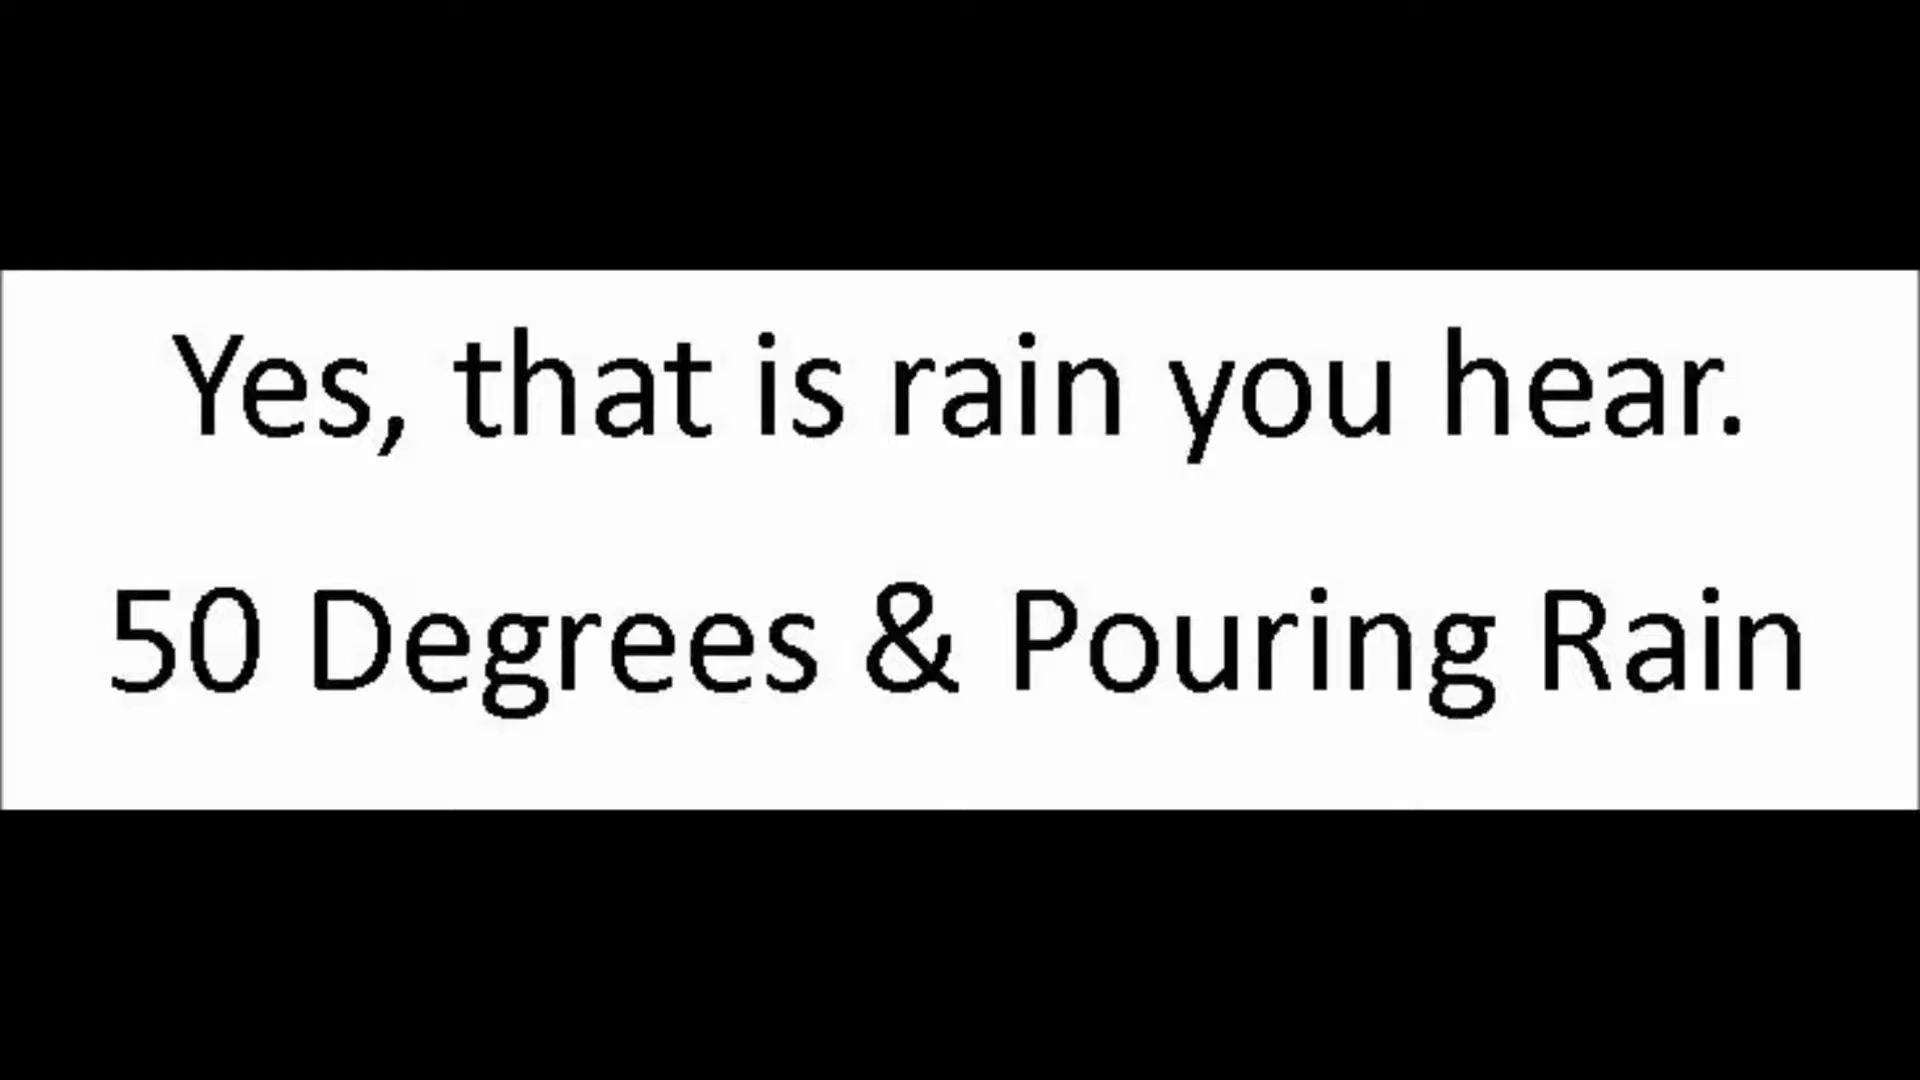 Yes, that is rain you hear.
50 Degrees & Pouring Rain